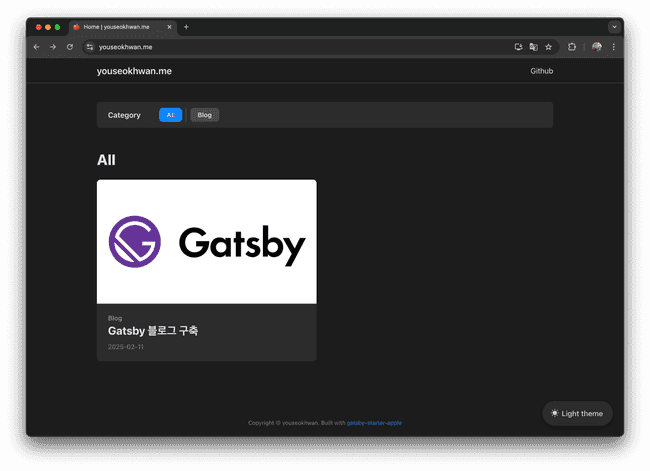 Home | youseokhwan.me
youseokhwan.me
youseokhwan.me
Github
Category
All
Blog
All
Gatsby
Blog
Gatsby 블로그 구축
2025-02-11
Light theme
Copyright © youseokhwan. Built with gatsby-starter-apple